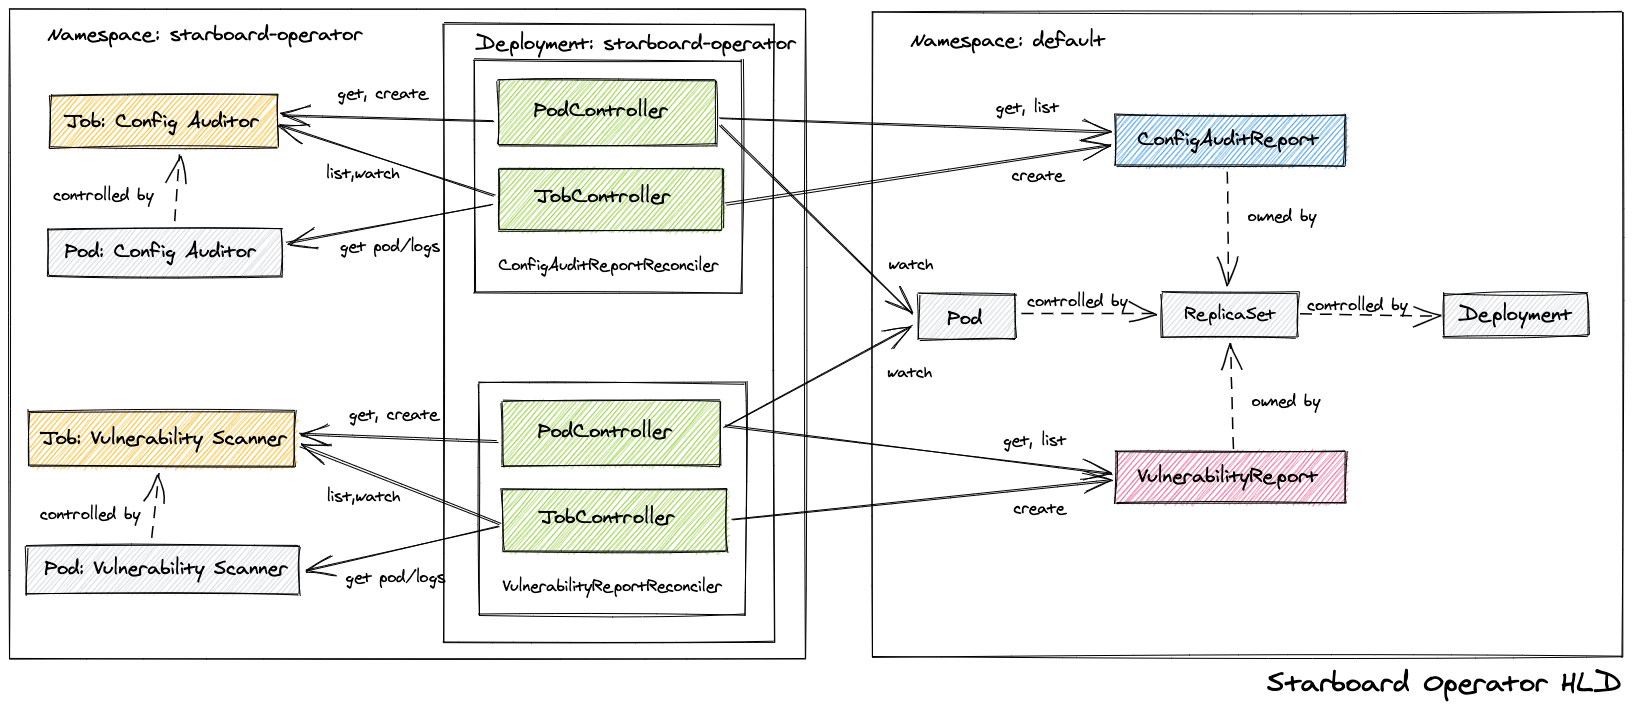 Namespace: starboard-operator
Deployment: starboard-operator
get, create
PodController
Job: Config Auditor
list,watch
controlled by
JobController
Pod: Config Auditor
get pod/logs
ConfigAuditReportReconciler
get, create
PodController
Job: Vulnerability Scanner
list,watch
controlled by
JobController
Pod: Vulnerability Scanner
get pod/logs
VulnerabilityReportReconciler
Namespace: default
get, list
ConfigAuditReport
create
owned by
watch
Pod
controlled by
ReplicaSet
controlled by
Deployment
watch
owned by
get, list
VulnerabilityReport
create
Starboard Operator HLD